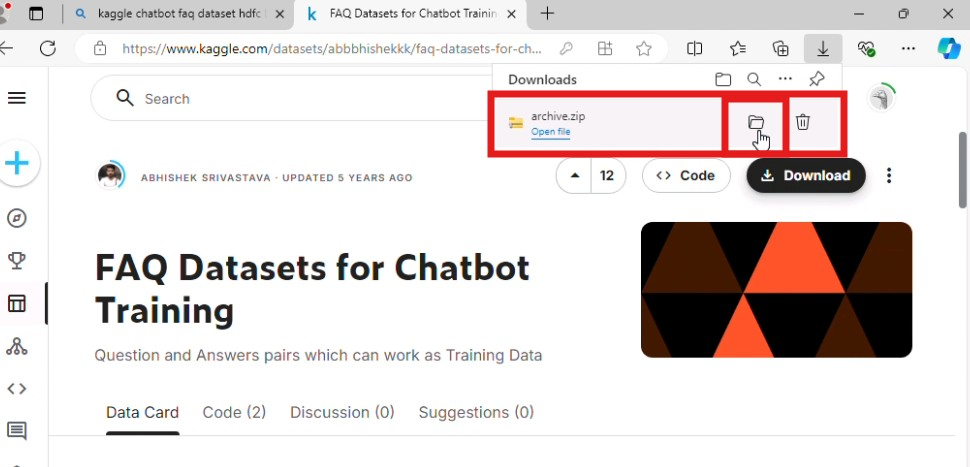 kaggle chatbot faq dataset hdfc
FAQ Datasets for Chatbot Trainin
https://www.kaggle.com/datasets/abbbhishekkk/faq-datasets-for-ch...
Downloads
Search
archive.zip
Open file
ABHISHEK SRIVASTAVA · UPDATED 5 YEARS AGO
12
<> Code
Download
FAQ Datasets for Chatbot
Training
Question and Answers pairs which can work as Training Data
Data Card
Code (2)
Discussion (0)
Suggestions (0)